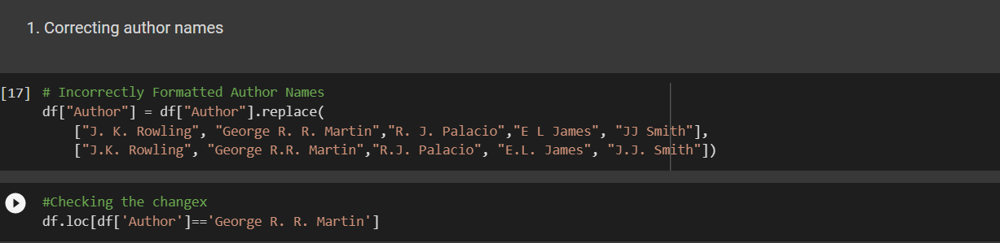 1. Correcting author names
[17] # Incorrectly Formatted Author Names
df["Author"] = df["Author"].replace(
["J. K. Rowling", "George R. R. Martin","R. J. Palacio","E L James", "JJ Smith"],
["J.K. Rowling", "George R.R. Martin","R.J. Palacio", "E.L. James", "J.J. Smith"])
#Checking the changex
df.loc[df['Author']=='George R. R. Martin']